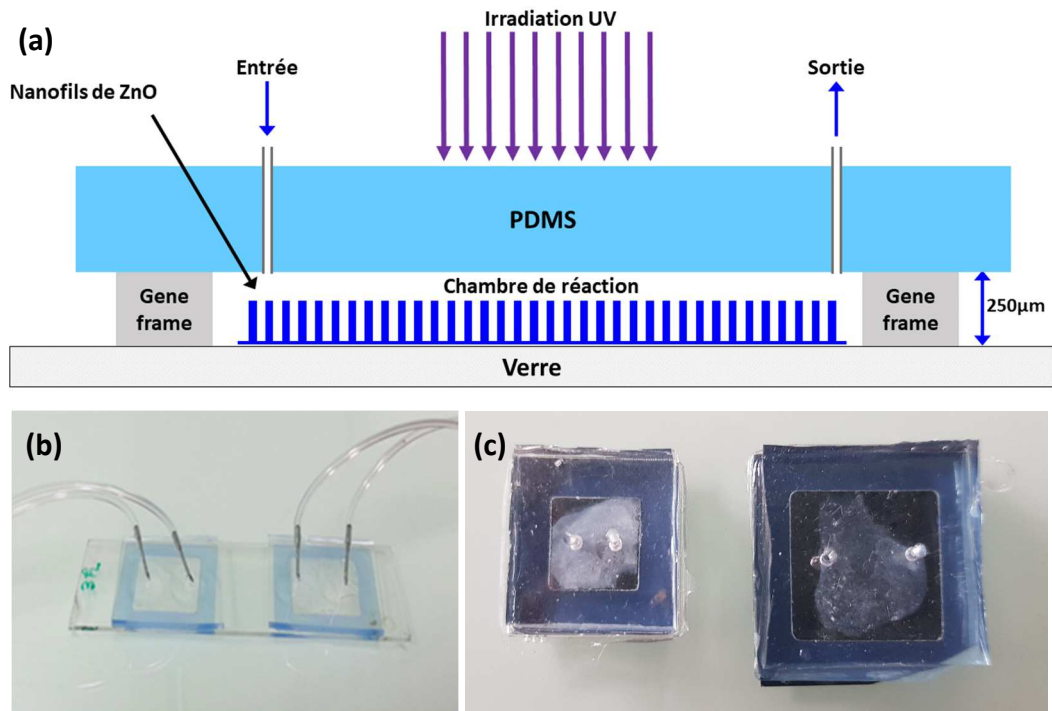 (a)
Irradiation UV
Entrée
Sortie
Nanofils de ZnO
PDMS
Chambre de réaction
Gene
frame
250µm
Gene
frame
Verre
(b)
(c)